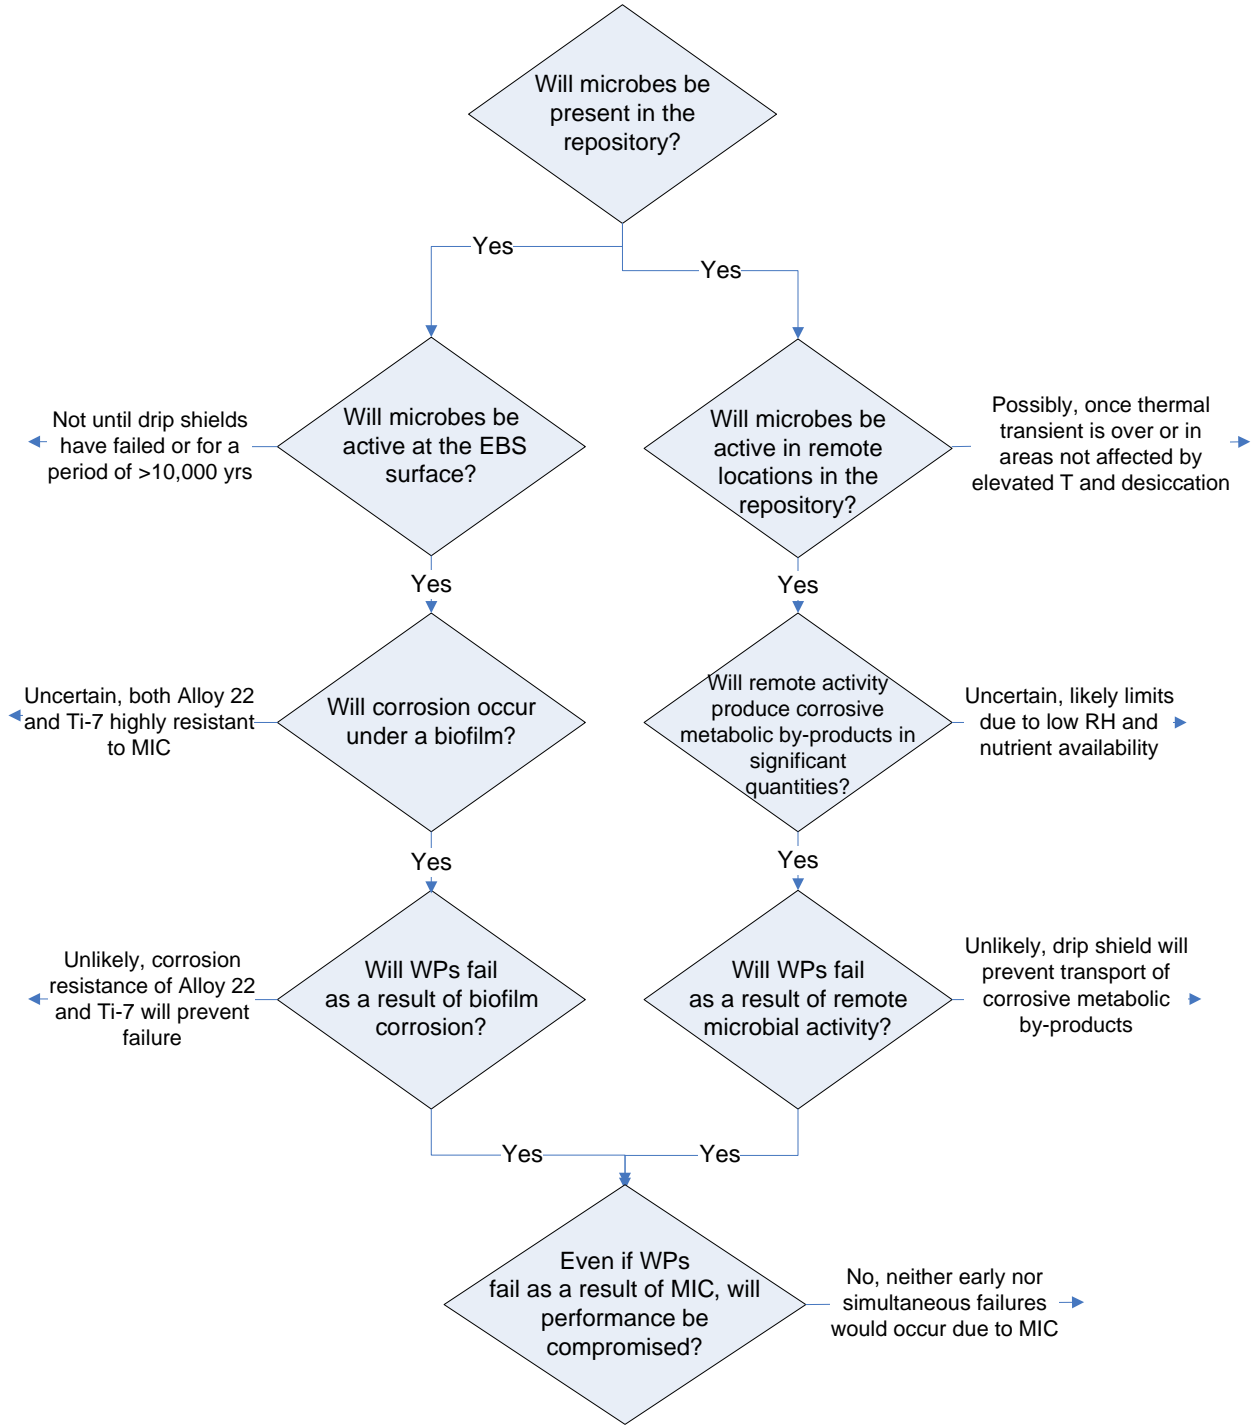 Will microbes be
present in the
repository?
Yes
Yes
Not until drip shields
have failed or for a
period of >10,000 yrs
Will microbes be
active at the EBS
surface?
Will microbes be
active in remote
locations in the
repository?
Possibly, once thermal
transient is over or in
areas not affected by
elevated T and desiccation
Yes
Yes
Uncertain, both Alloy 22
and Ti-7 highly resistant
to MIC
Will corrosion occur
under a biofilm?
Will remote activity
produce corrosive
metabolic by-products in
significant
quantities?
Uncertain, likely limits
due to low RH and
nutrient availability
Yes
Yes
Unlikely, corrosion
resistance of Alloy 22
and Ti-7 will prevent
failure
Will WPs fail
as a result of biofilm
corrosion?
Will WPs fail
as a result of remote
microbial activity?
Unlikely, drip shield will
prevent transport of
corrosive metabolic
by-products
Yes
Yes
Even if WPs
fail as a result of MIC, will
performance be
compromised?
No, neither early nor
simultaneous failures
would occur due to MIC